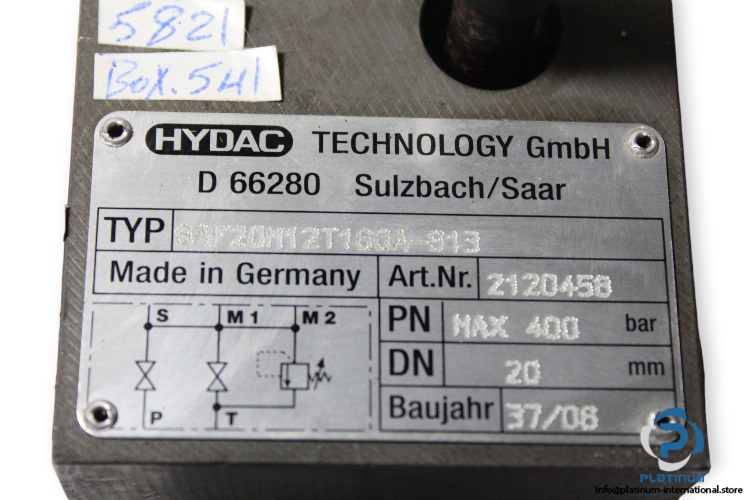 5821
Box.541
HYDAC TECHNOLOGY GmbH
D 66280 Sulzbach/Saar
TYP SAF20M12T180A-S13
Made in Germany
Art.Nr. 2120458
PN MAX 400 bar
DN 20 mm
Baujahr 37/08
S M1 M2
P T
PLATINUM
Info@platinum-international.store